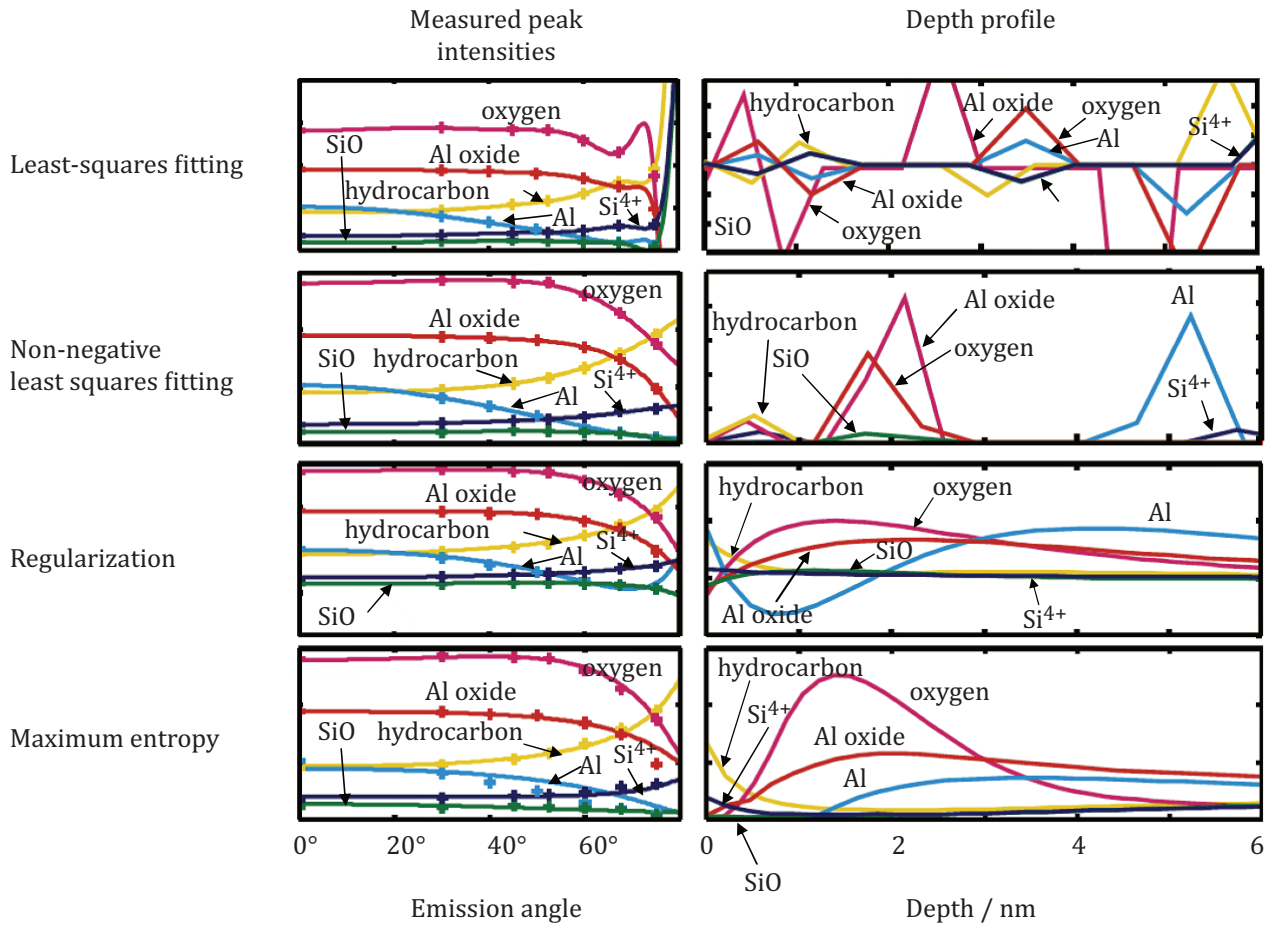 Measured peak
intensities
Depth profile
Least-squares fitting
oxygen
SiO
Al oxide
hydrocarbon
Al
Si4+
hydrocarbon
Al oxide
oxygen
Al
Si4+
Al oxide
SiO
oxygen
Non-negative
least squares fitting
oxygen
Al oxide
SiO
hydrocarbon
Si4+
Al
hydrocarbon
SiO
Al oxide
oxygen
Al
Si4+
Regularization
oxygen
Al oxide
hydrocarbon
Al
Si4+
SiO
hydrocarbon
oxygen
Al
SiO
Al oxide
Si4+
Maximum entropy
oxygen
Al oxide
SiO
hydrocarbon
Al
Si4+
hydrocarbon
Si4+
oxygen
Al oxide
Al
0° 20° 40° 60°
0 2 4 6
SiO
Emission angle
Depth / nm